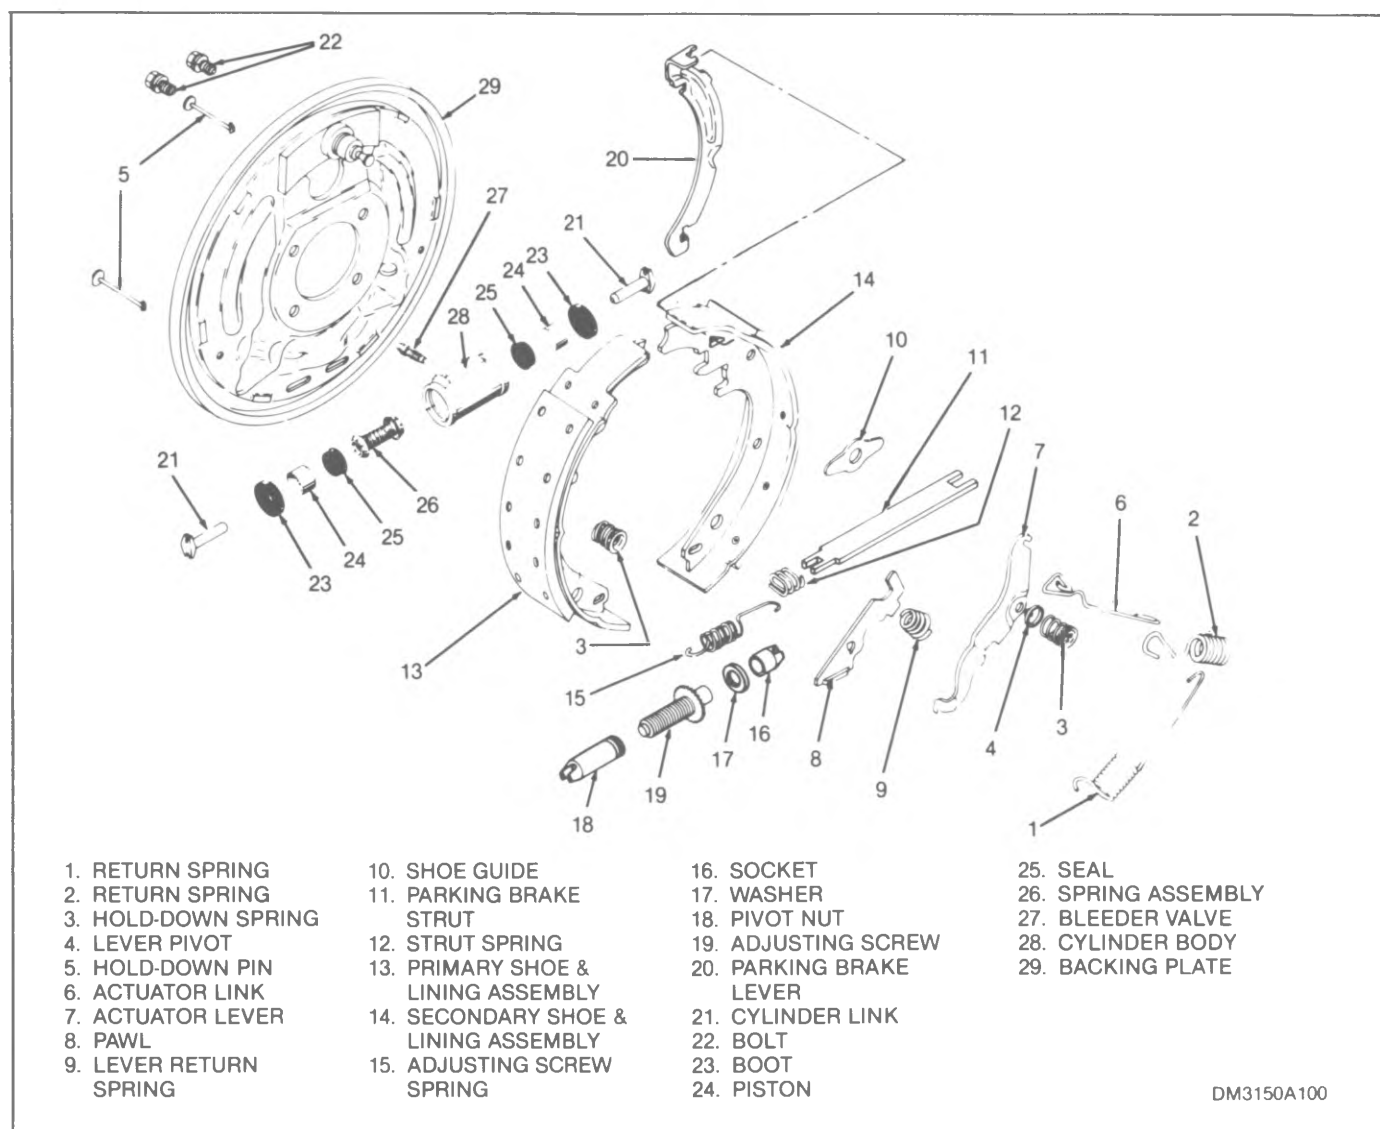 22
29
5
20
27
21
23
24
25
28
14
10
11
12
7
6
2
21
26
25
24
23
13
3
15
16
17
19
18
8
9
4
3
1
1. RETURN SPRING
2. RETURN SPRING
3. HOLD-DOWN SPRING
4. LEVER PIVOT
5. HOLD-DOWN PIN
6. ACTUATOR LINK
7. ACTUATOR LEVER
8. PAWL
9. LEVER RETURN
SPRING
10. SHOE GUIDE
11. PARKING BRAKE
STRUT
12. STRUT SPRING
13. PRIMARY SHOE &
LINING ASSEMBLY
14. SECONDARY SHOE &
LINING ASSEMBLY
15. ADJUSTING SCREW
SPRING
16. SOCKET
17. WASHER
18. PIVOT NUT
19. ADJUSTING SCREW
20. PARKING BRAKE
LEVER
21. CYLINDER LINK
22. BOLT
23. BOOT
24. PISTON
25. SEAL
26. SPRING ASSEMBLY
27. BLEEDER VALVE
28. CYLINDER BODY
29. BACKING PLATE
DM3150A100